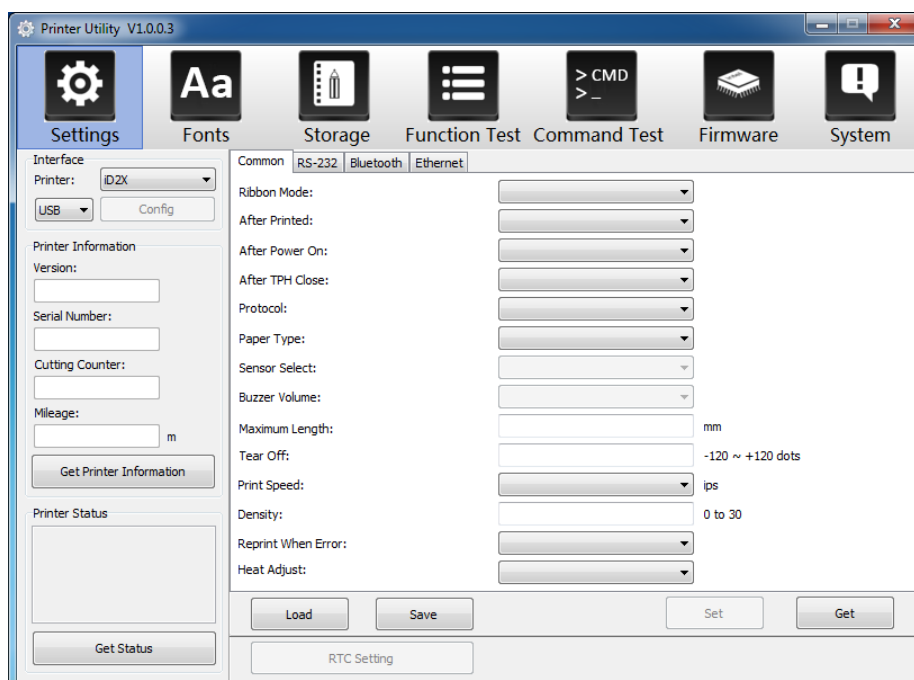 Printer Utility V1.0.0.3
Aa
> CMD
>_
Settings
Fonts
Storage
Function Test
Command Test
Firmware
System
Interface
Printer:
iD2X
USB
Config
Printer Information
Version:
Serial Number:
Cutting Counter:
Mileage:
m
Get Printer Information
Printer Status
Get Status
Common
RS-232
Bluetooth
Ethernet
Ribbon Mode:
After Printed:
After Power On:
After TPH Close:
Protocol:
Paper Type:
Sensor Select:
Buzzer Volume:
Maximum Length:
mm
Tear Off:
-120 ~ +120 dots
Print Speed:
ips
Density:
0 to 30
Reprint When Error:
Heat Adjust:
Load
Save
Set
Get
RTC Setting